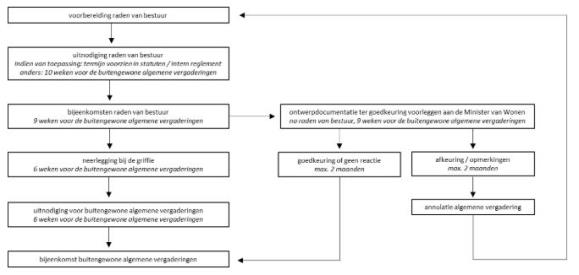 voorbereiding raden van bestuur
uitnodiging raden van bestuur
Indien van toepassing: termijn voorzien in statuten / intern reglement
anders: 10 weken voor de buitengewone algemene vergaderingen
bijeenkomsten raden van bestuur
9 weken voor de buitengewone algemene vergaderingen
ontwerpdocumentatie ter goedkeuring voorleggen aan de Minister van Wonen
na raden van bestuur, 9 weken voor de buitengewone algemene vergaderingen
neerlegging bij de griffie
6 weken voor de buitengewone algemene vergaderingen
goedkeuring of geen reactie
max. 2 maanden
afkeuring / opmerkingen
max. 2 maanden
uitnodiging voor buitengewone algemene vergaderingen
6 weken voor de buitengewone algemene vergaderingen
annulatie algemene vergadering
bijeenkomst buitengewone algemene vergaderingen